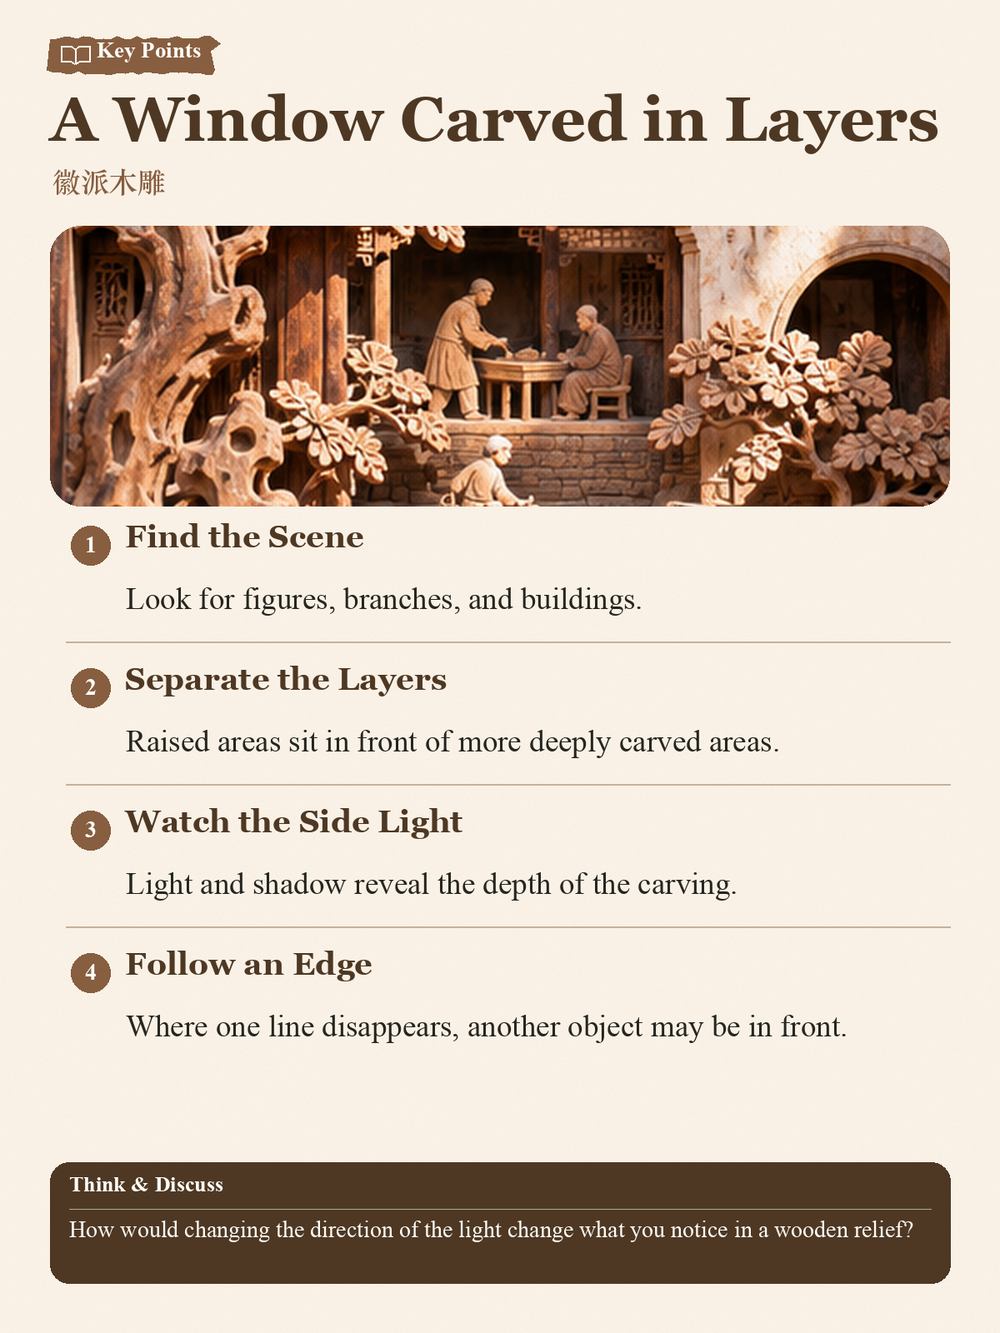 Key Points
A Window Carved in Layers
徽派木雕
1 Find the Scene
Look for figures, branches, and buildings.
2 Separate the Layers
Raised areas sit in front of more deeply carved areas.
3 Watch the Side Light
Light and shadow reveal the depth of the carving.
4 Follow an Edge
Where one line disappears, another object may be in front.
Think & Discuss
How would changing the direction of the light change what you notice in a wooden relief?